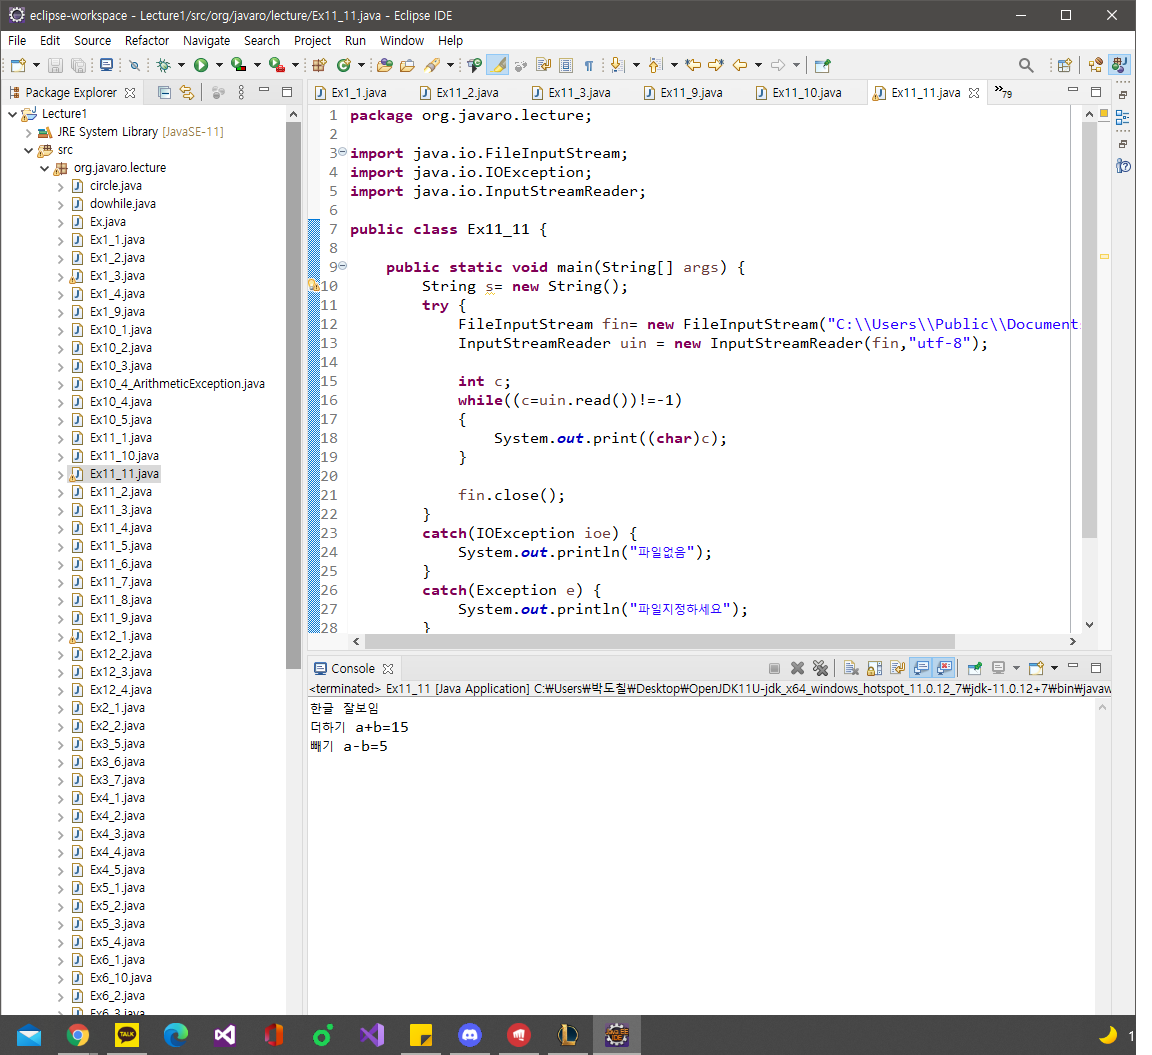 eclipse-workspace - Lecture1/src/org/javaro/lecture/Ex11_11.java - Eclipse IDE
File Edit Source Refactor Navigate Search Project Run Window Help
Package Explorer
Lecture1
JRE System Library [JavaSE-11]
src
org.javaro.lecture
circle.java
dowhile.java
Ex.java
Ex1_1.java
Ex1_2.java
Ex1_3.java
Ex1_4.java
Ex1_9.java
Ex10_1.java
Ex10_2.java
Ex10_3.java
Ex10_4_ArithmeticException.java
Ex10_4.java
Ex10_5.java
Ex11_1.java
Ex11_10.java
Ex11_11.java
Ex11_2.java
Ex11_3.java
Ex11_4.java
Ex11_5.java
Ex11_6.java
Ex11_7.java
Ex11_8.java
Ex11_9.java
Ex12_1.java
Ex12_2.java
Ex12_3.java
Ex12_4.java
Ex2_1.java
Ex2_2.java
Ex3_5.java
Ex3_6.java
Ex3_7.java
Ex4_1.java
Ex4_2.java
Ex4_3.java
Ex4_4.java
Ex4_5.java
Ex5_1.java
Ex5_2.java
Ex5_3.java
Ex5_4.java
Ex6_1.java
Ex6_10.java
Ex6_2.java
Ex6_3.java
Ex1_1.java Ex11_2.java Ex11_3.java Ex11_9.java Ex11_10.java Ex11_11.java »79
1 package org.javaro.lecture;
2
3 import java.io.FileInputStream;
4 import java.io.IOException;
5 import java.io.InputStreamReader;
6
7 public class Ex11_11 {
8
9 public static void main(String[] args) {
10 String s= new String();
11 try {
12 FileInputStream fin= new FileInputStream("C:\\Users\\Public\\Document
13 InputStreamReader uin = new InputStreamReader(fin,"utf-8");
14
15 int c;
16 while((c=uin.read())!=-1)
17 {
18 System.out.print((char)c);
19 }
20
21 fin.close();
22 }
23 catch(IOException ioe) {
24 System.out.println("파일없음");
25 }
26 catch(Exception e) {
27 System.out.println("파일지정하세요");
28 }
Console
<terminated> Ex11_11 [Java Application] C:₩Users₩박도칠₩Desktop₩OpenJDK11U-jdk_x64_windows_hotspot_11.0.12_7₩jdk-11.0.12+7₩bin₩javaw
한글 잘보임
더하기 a+b=15
빼기 a-b=5
TALK
JAVA EE IDE
1